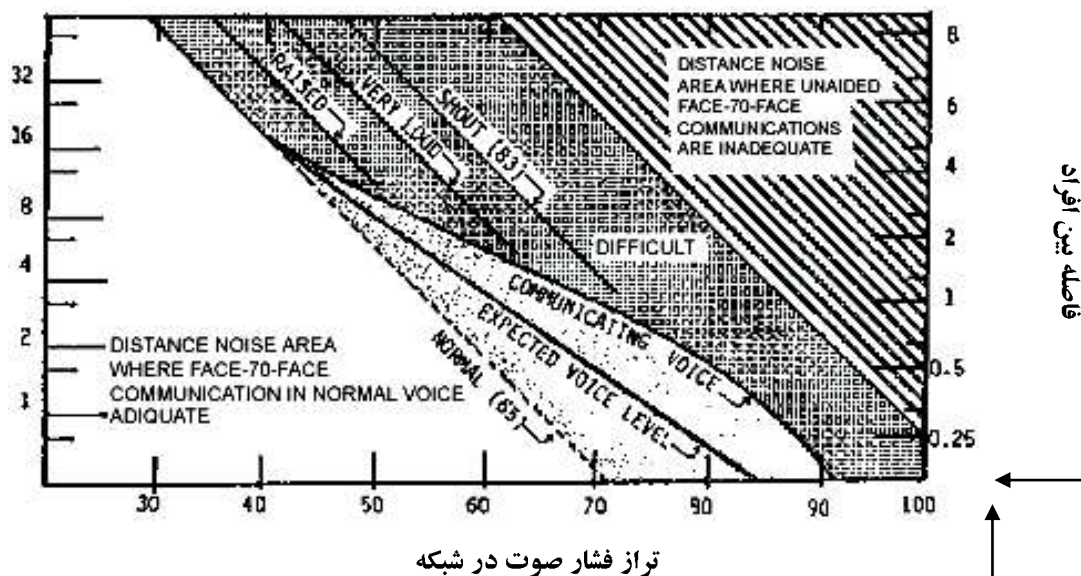 32
16
8
4
2
1
RAISED
VERY LOUD
SHOUT (83)
DIFFICULT
COMMUNICATING VOICE
EXPECTED VOICE LEVEL
NORMAL (65)
DISTANCE NOISE
AREA WHERE UNAIDED
FACE-70-FACE
COMMUNICATIONS
ARE INADEQUATE
DISTANCE NOISE AREA
WHERE FACE-70-FACE
COMMUNICATION IN NORMAL VOICE
ADIQUATE
8
6
4
2
1
0.5
0.25
فاصله بین افراد
30 40 50 60 70 80 90 100
تراز فشار صوت در شبکه